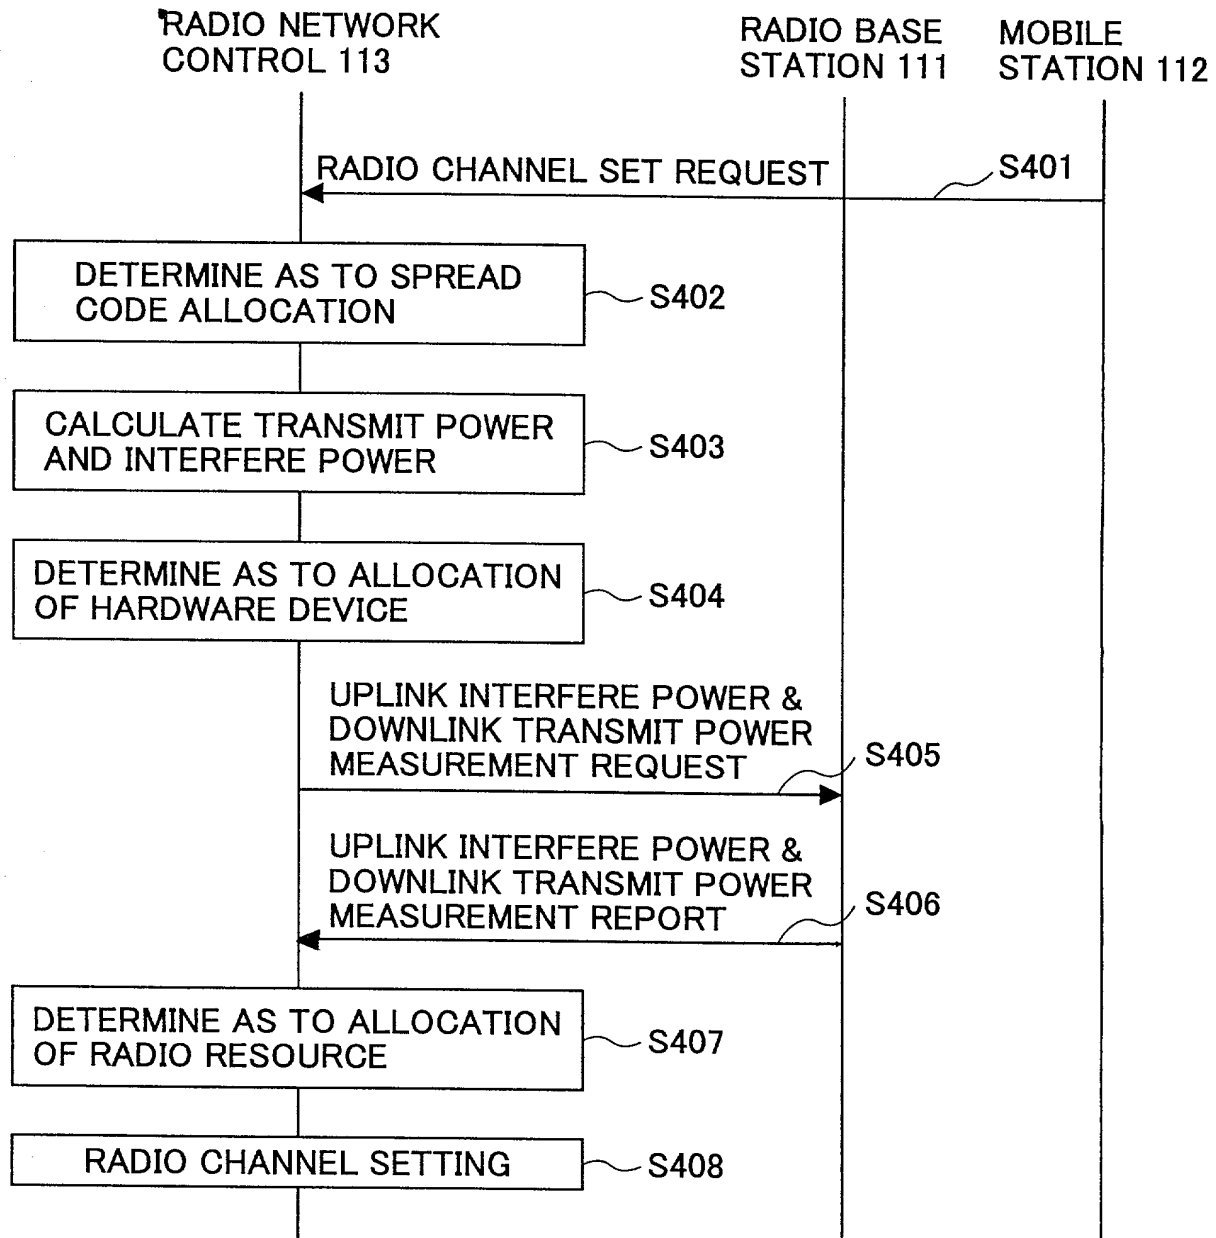 RADIO NETWORK
CONTROL 113
RADIO BASE
STATION 111
MOBILE
STATION 112
RADIO CHANNEL SET REQUEST
S401
DETERMINE AS TO SPREAD
CODE ALLOCATION
S402
CALCULATE TRANSMIT POWER
AND INTERFERE POWER
S403
DETERMINE AS TO ALLOCATION
OF HARDWARE DEVICE
S404
UPLINK INTERFERE POWER &
DOWNLINK TRANSMIT POWER
MEASUREMENT REQUEST
S405
UPLINK INTERFERE POWER &
DOWNLINK TRANSMIT POWER
MEASUREMENT REPORT
S406
DETERMINE AS TO ALLOCATION
OF RADIO RESOURCE
S407
RADIO CHANNEL SETTING
S408